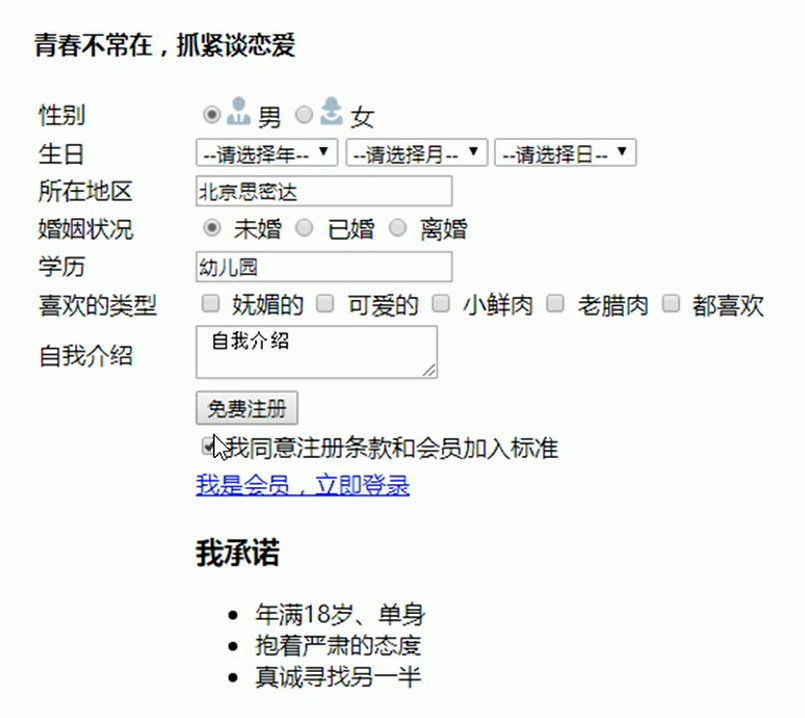 青春不常在，抓紧谈恋爱
性别 男 女
生日 --请选择年-- --请选择月-- --请选择日--
所在地区 北京思密达
婚姻状况 未婚 已婚 离婚
学历 幼儿园
喜欢的类型 妩媚的 可爱的 小鲜肉 老腊肉 都喜欢
自我介绍 自我介绍
免费注册
我同意注册条款和会员加入标准
我是会员，立即登录
我承诺
年满18岁、单身
抱着严肃的态度
真诚寻找另一半